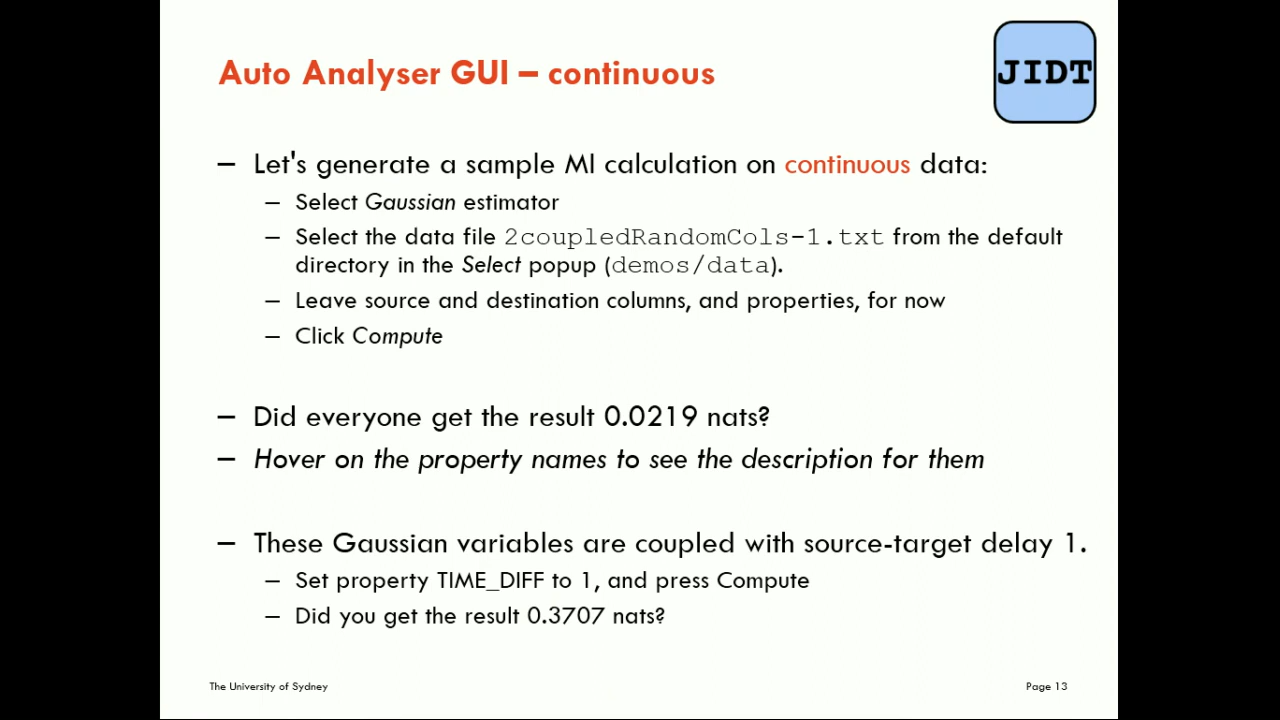 Auto Analyser GUI – continuous
JIDT
– Let's generate a sample MI calculation on continuous data:
– Select Gaussian estimator
– Select the data file 2coupledRandomCols-1.txt from the default
directory in the Select popup (demos/data).
– Leave source and destination columns, and properties, for now
– Click Compute
– Did everyone get the result 0.0219 nats?
– Hover on the property names to see the description for them
– These Gaussian variables are coupled with source-target delay 1.
– Set property TIME_DIFF to 1, and press Compute
– Did you get the result 0.3707 nats?
The University of Sydney
Page 13